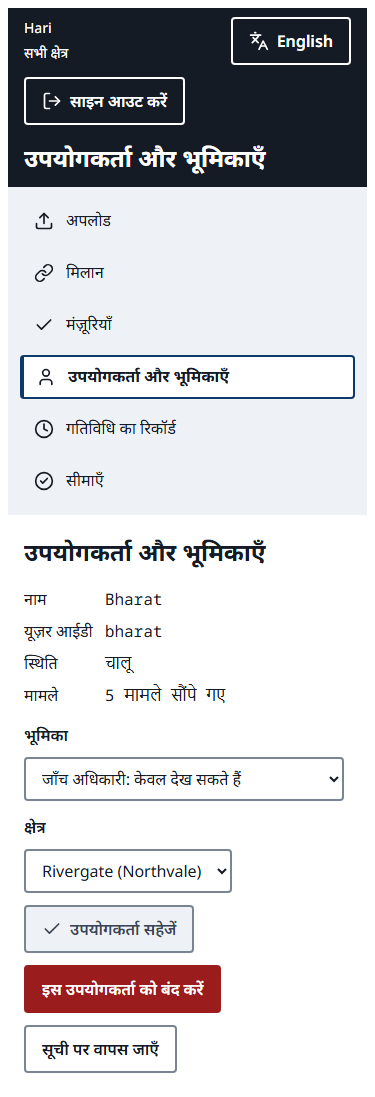 Hari
सभी क्षेत्र
English
साइन आउट करें
उपयोगकर्ता और भूमिकाएँ
अपलोड
मिलान
मंज़ूरियाँ
उपयोगकर्ता और भूमिकाएँ
गतिविधि का रिकॉर्ड
सीमाएँ
उपयोगकर्ता और भूमिकाएँ
नाम Bharat
यूज़र आईडी bharat
स्थिति चालू
मामले 5 मामले सौंपे गए
भूमिका
जाँच अधिकारी: केवल देख सकते हैं
क्षेत्र
Rivergate (Northvale)
उपयोगकर्ता सहेजें
इस उपयोगकर्ता को बंद करें
सूची पर वापस जाएँ